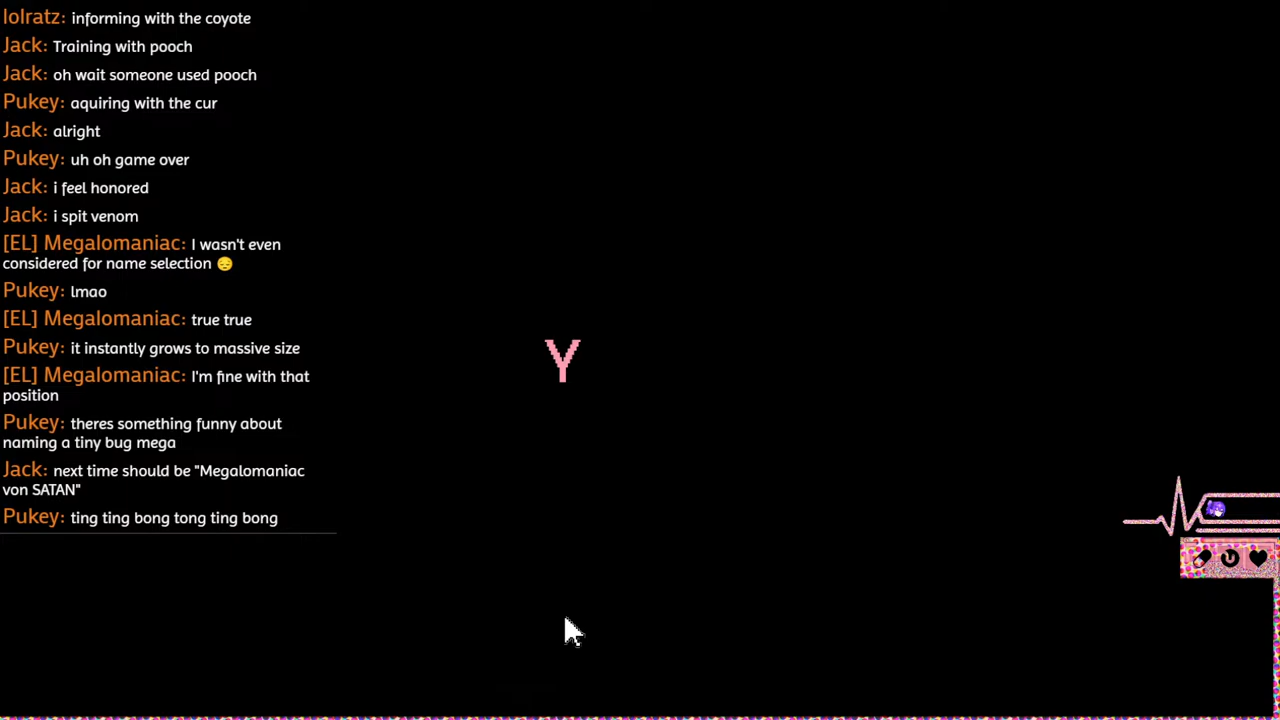 lolratz: informing with the coyote
Jack: Training with pooch
Jack: oh wait someone used pooch
Pukey: aquiring with the cur
Jack: alright
Pukey: uh oh game over
Jack: i feel honored
Jack: i spit venom
[EL] Megalomaniac: I wasn't even
considered for name selection 😔
Pukey: lmao
[EL] Megalomaniac: true true
Pukey: it instantly grows to massive size
[EL] Megalomaniac: I'm fine with that
position
Pukey: theres something funny about
naming a tiny bug mega
Jack: next time should be "Megalomaniac
von SATAN"
Pukey: ting ting bong tong ting bong
Y